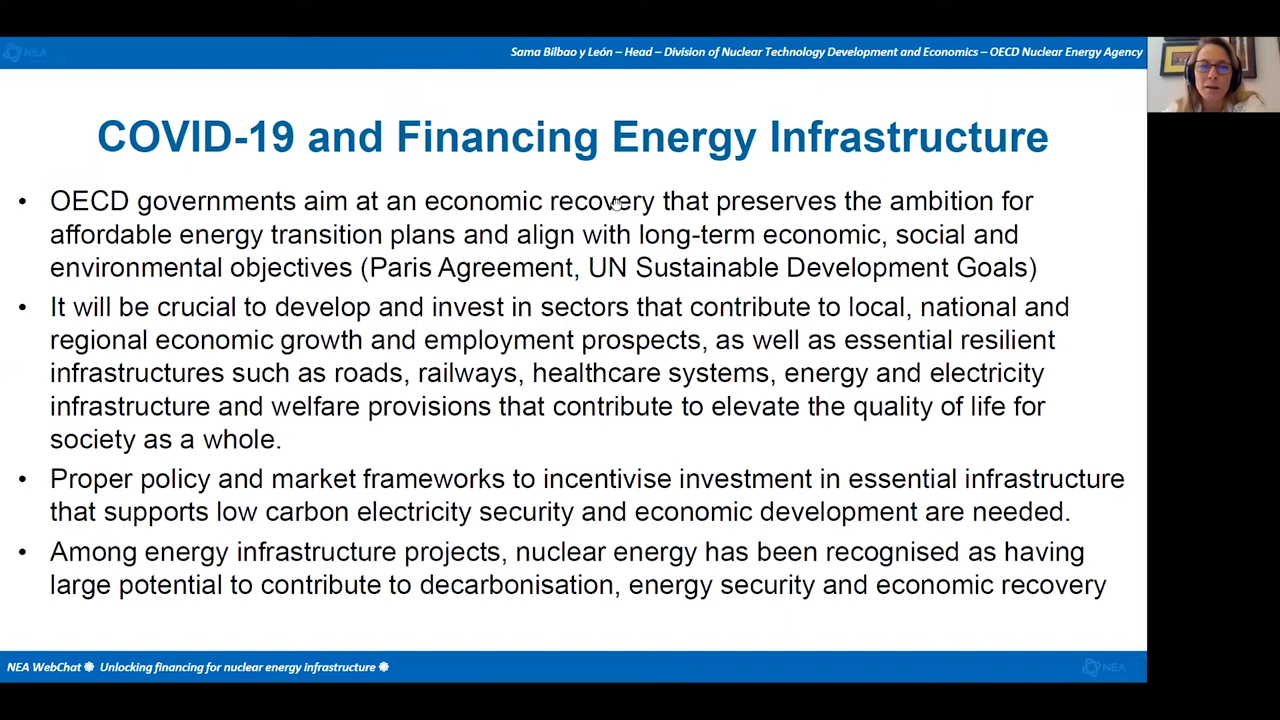 NEA
Sama Bilbao y León – Head – Division of Nuclear Technology Development and Economics – OECD Nuclear Energy Agency
COVID-19 and Financing Energy Infrastructure
• OECD governments aim at an economic recovery that preserves the ambition for
affordable energy transition plans and align with long-term economic, social and
environmental objectives (Paris Agreement, UN Sustainable Development Goals)
• It will be crucial to develop and invest in sectors that contribute to local, national and
regional economic growth and employment prospects, as well as essential resilient
infrastructures such as roads, railways, healthcare systems, energy and electricity
infrastructure and welfare provisions that contribute to elevate the quality of life for
society as a whole.
• Proper policy and market frameworks to incentivise investment in essential infrastructure
that supports low carbon electricity security and economic development are needed.
• Among energy infrastructure projects, nuclear energy has been recognised as having
large potential to contribute to decarbonisation, energy security and economic recovery
NEA WebChat ❋ Unlocking financing for nuclear energy infrastructure ❋
NEA